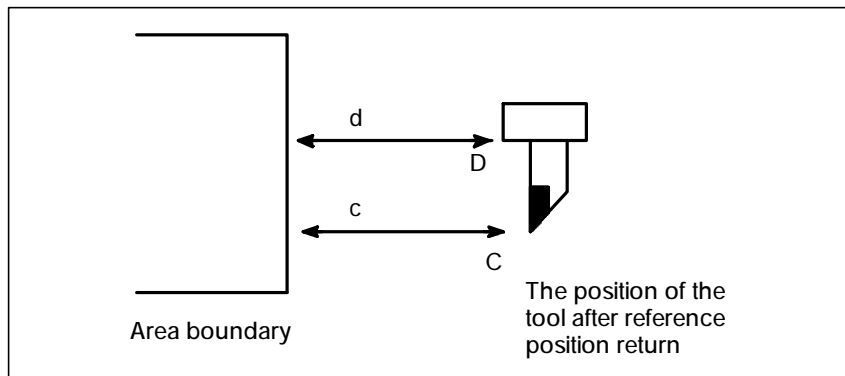 d
D
c
C
Area boundary
The position of the
tool after reference
position return